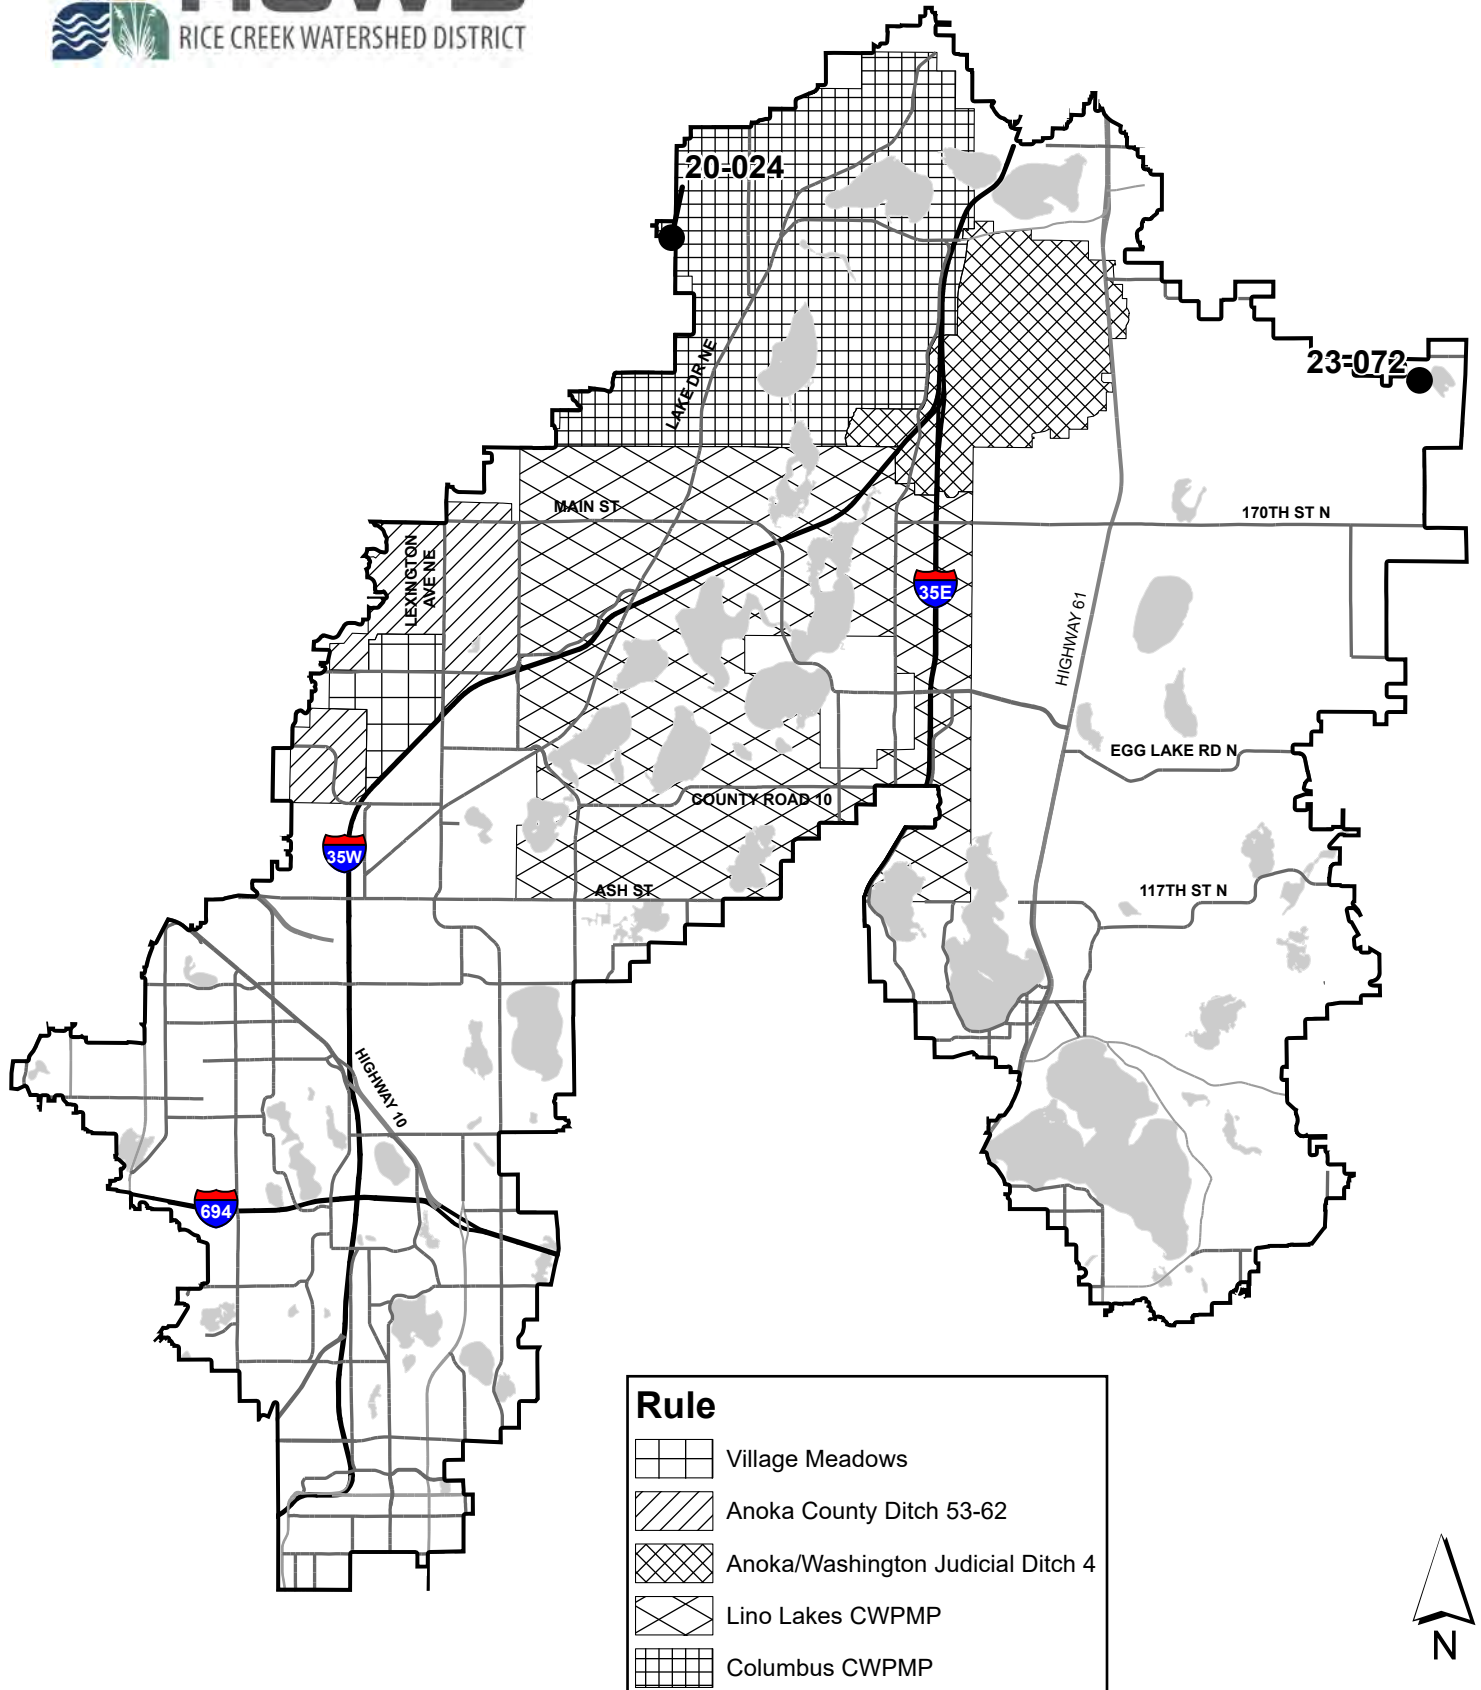 RICE CREEK WATERSHED DISTRICT
20-024
23-072
LAKE DR NE
MAIN ST
170TH ST N
LEXINGTON
AVE NE
35E
HIGHWAY 61
EGG LAKE RD N
COUNTY ROAD 10
35W
ASH ST
117TH ST N
HIGHWAY 10
694
Rule
Village Meadows
Anoka County Ditch 53-62
Anoka/Washington Judicial Ditch 4
Lino Lakes CWPMP
Columbus CWPMP
N